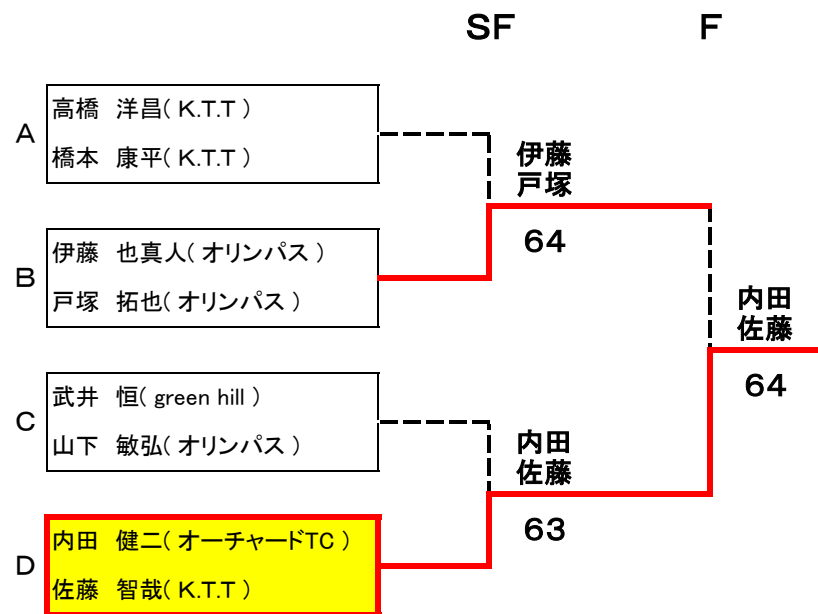 SF F
A
高橋 洋昌( K.T.T )
橋本 康平( K.T.T )
伊藤
戸塚
64
B
伊藤 也真人( オリンパス )
戸塚 拓也( オリンパス )
内田
佐藤
64
C
武井 恒( green hill )
山下 敏弘( オリンパス )
内田
佐藤
63
D
内田 健二( オーチャードTC )
佐藤 智哉( K.T.T )